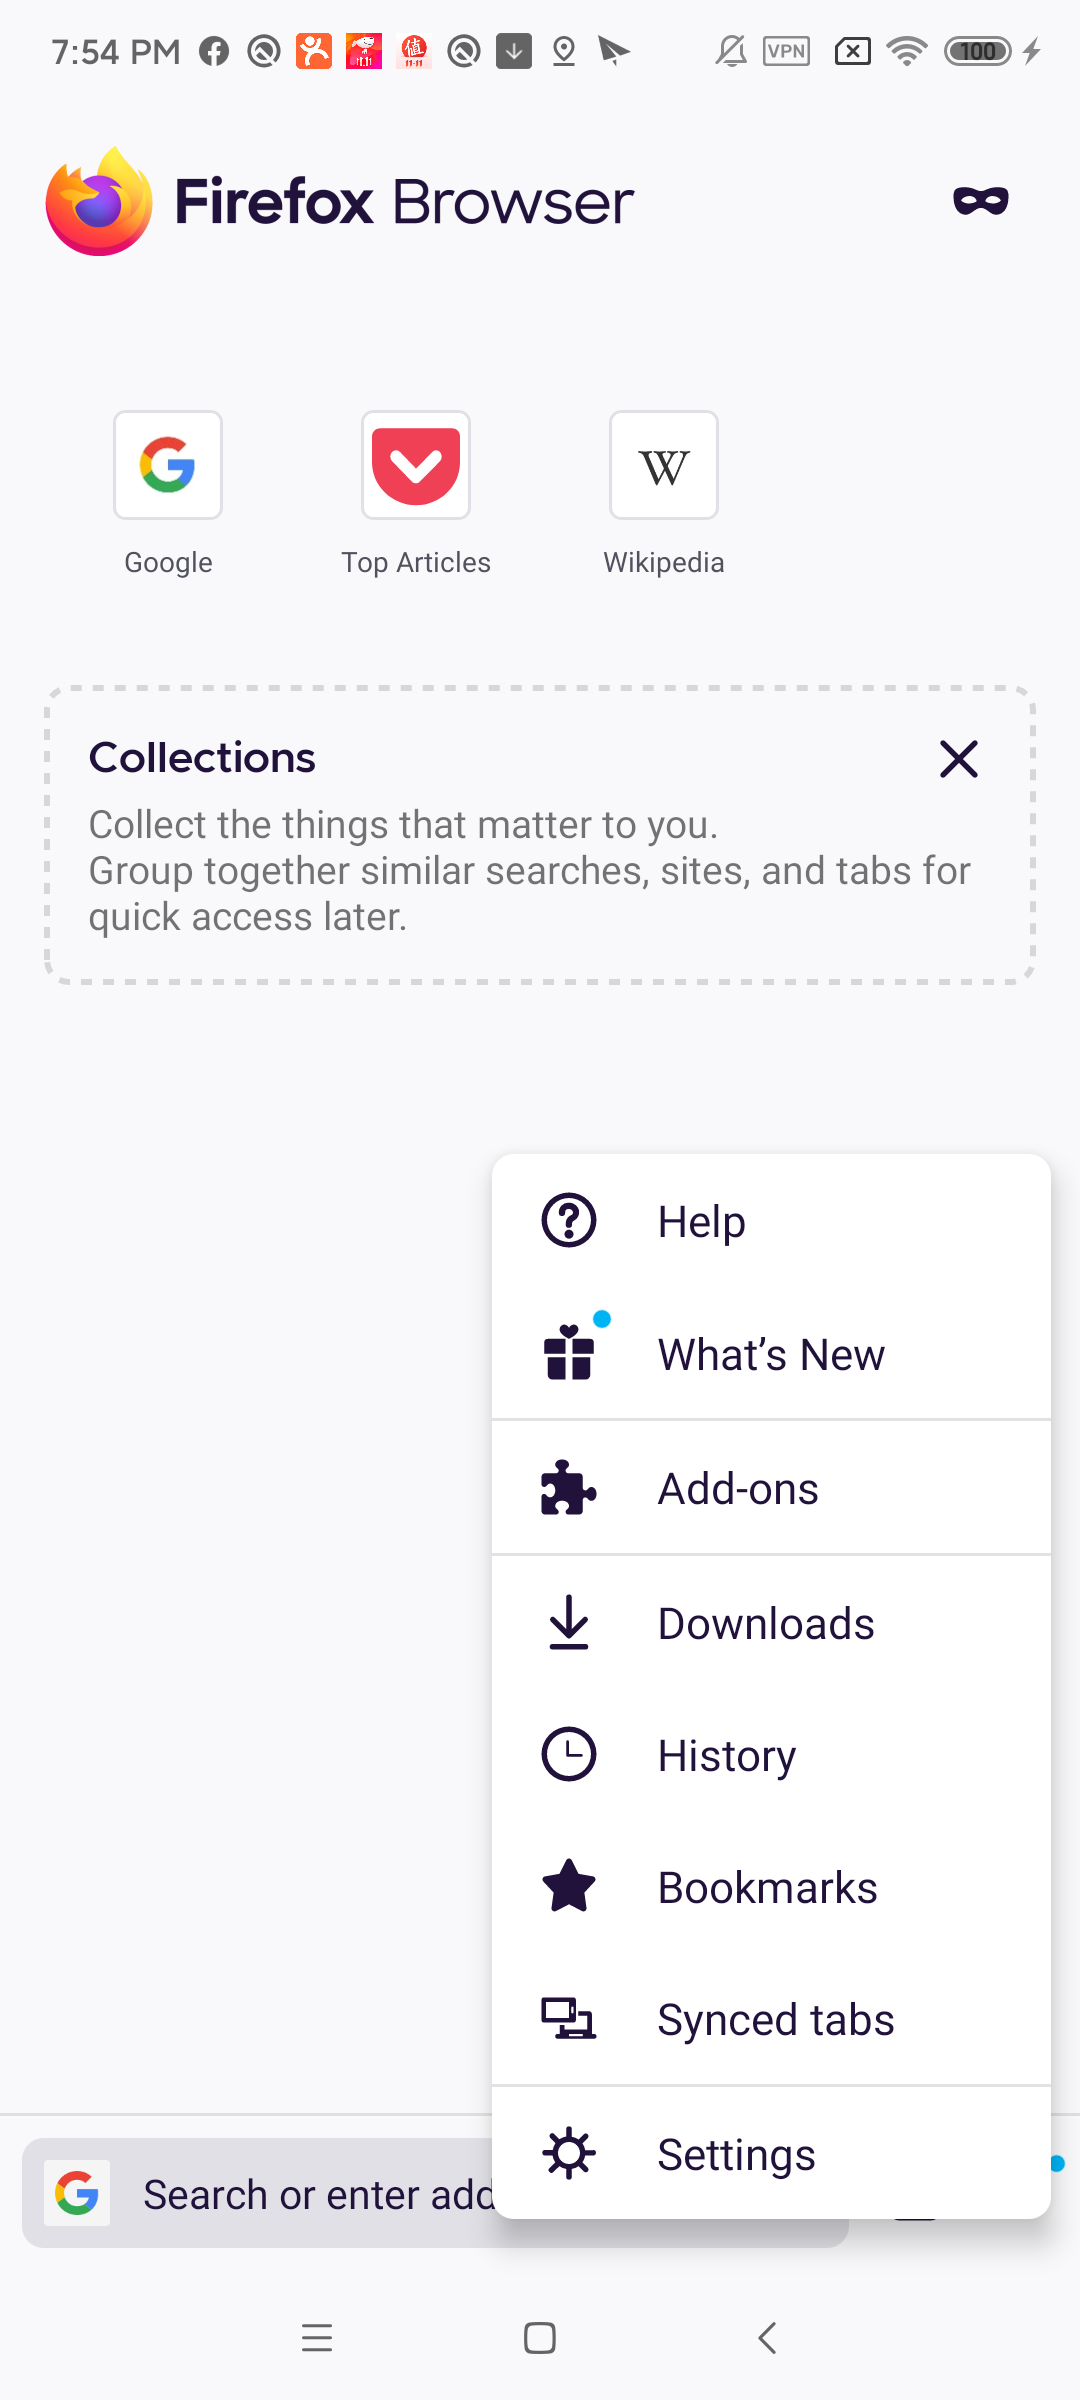 7:54 PM
VPN
100
Firefox Browser
Google
Top Articles
Wikipedia
Collections
Collect the things that matter to you.
Group together similar searches, sites, and tabs for
quick access later.
Help
What’s New
Add-ons
Downloads
History
Bookmarks
Synced tabs
Settings
Search or enter add